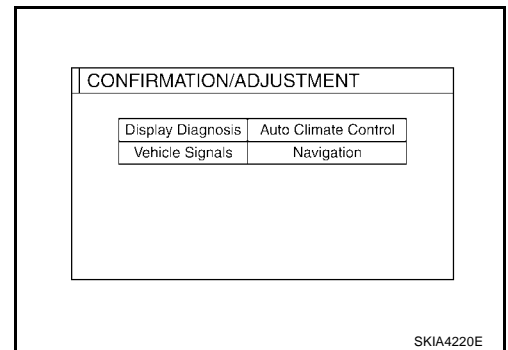 CONFIRMATION/ADJUSTMENT
Display Diagnosis Auto Climate Control
Vehicle Signals Navigation
SKIA4220E